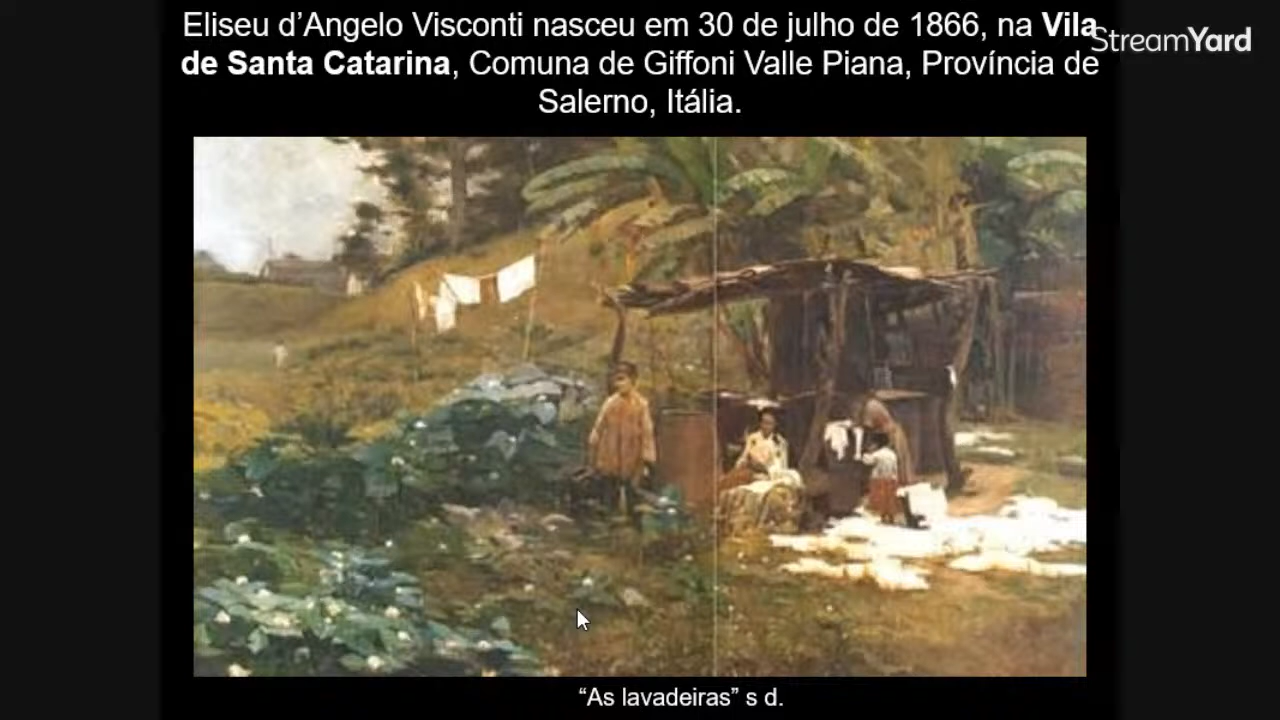 Eliseu d’Angelo Visconti nasceu em 30 de julho de 1866, na Vila
de Santa Catarina, Comuna de Giffoni Valle Piana, Província de
Salerno, Itália.
StreamYard
“As lavadeiras” s d.